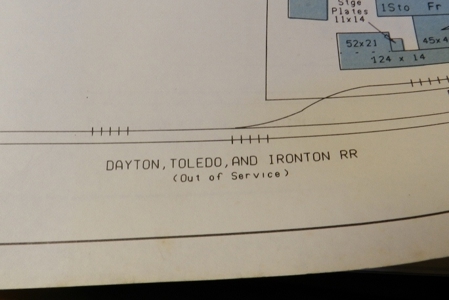 Stge
Plates
11x14
1Sto Fr
52x21
45x4
124 x 14
DAYTON, TOLEDO, AND IRONTON RR
(Out of Service)